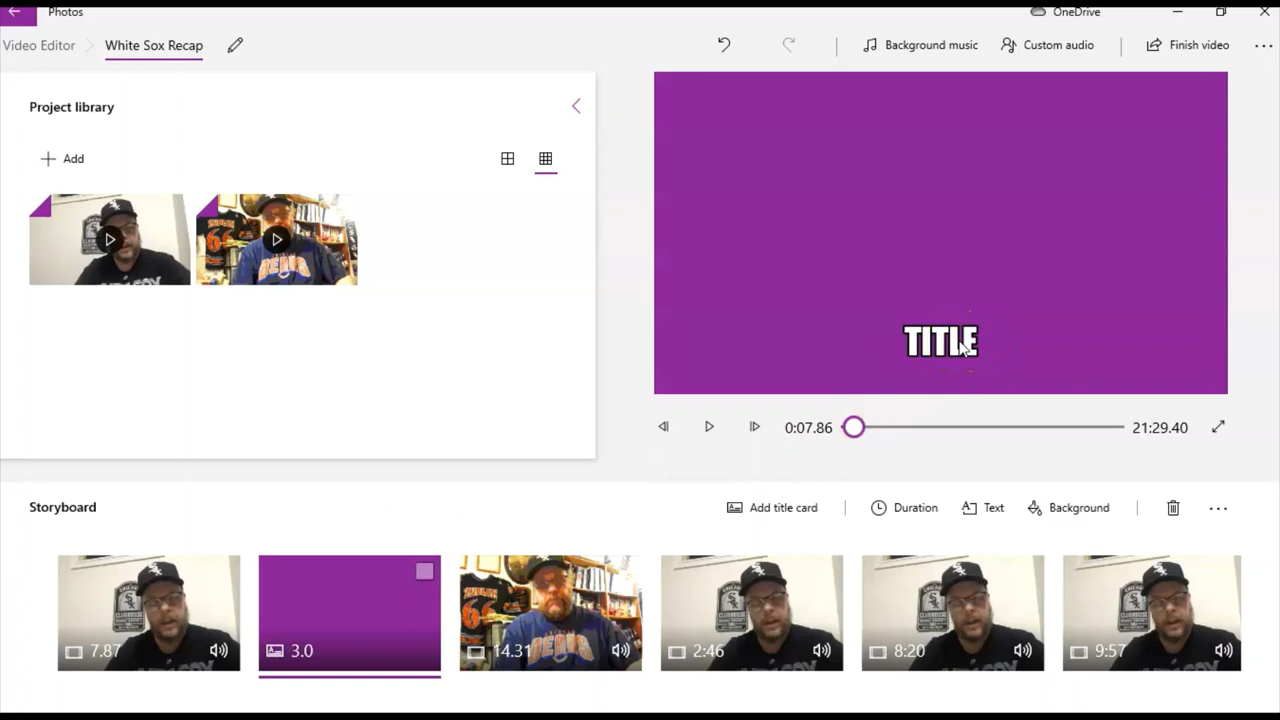 Photos
OneDrive
Video Editor
White Sox Recap
Background music
Custom audio
Finish video
Project library
Add
TITLE
0:07.86
21:29.40
Storyboard
Add title card
Duration
Text
Background
7.87
3.0
14.31
2:46
8:20
9:57